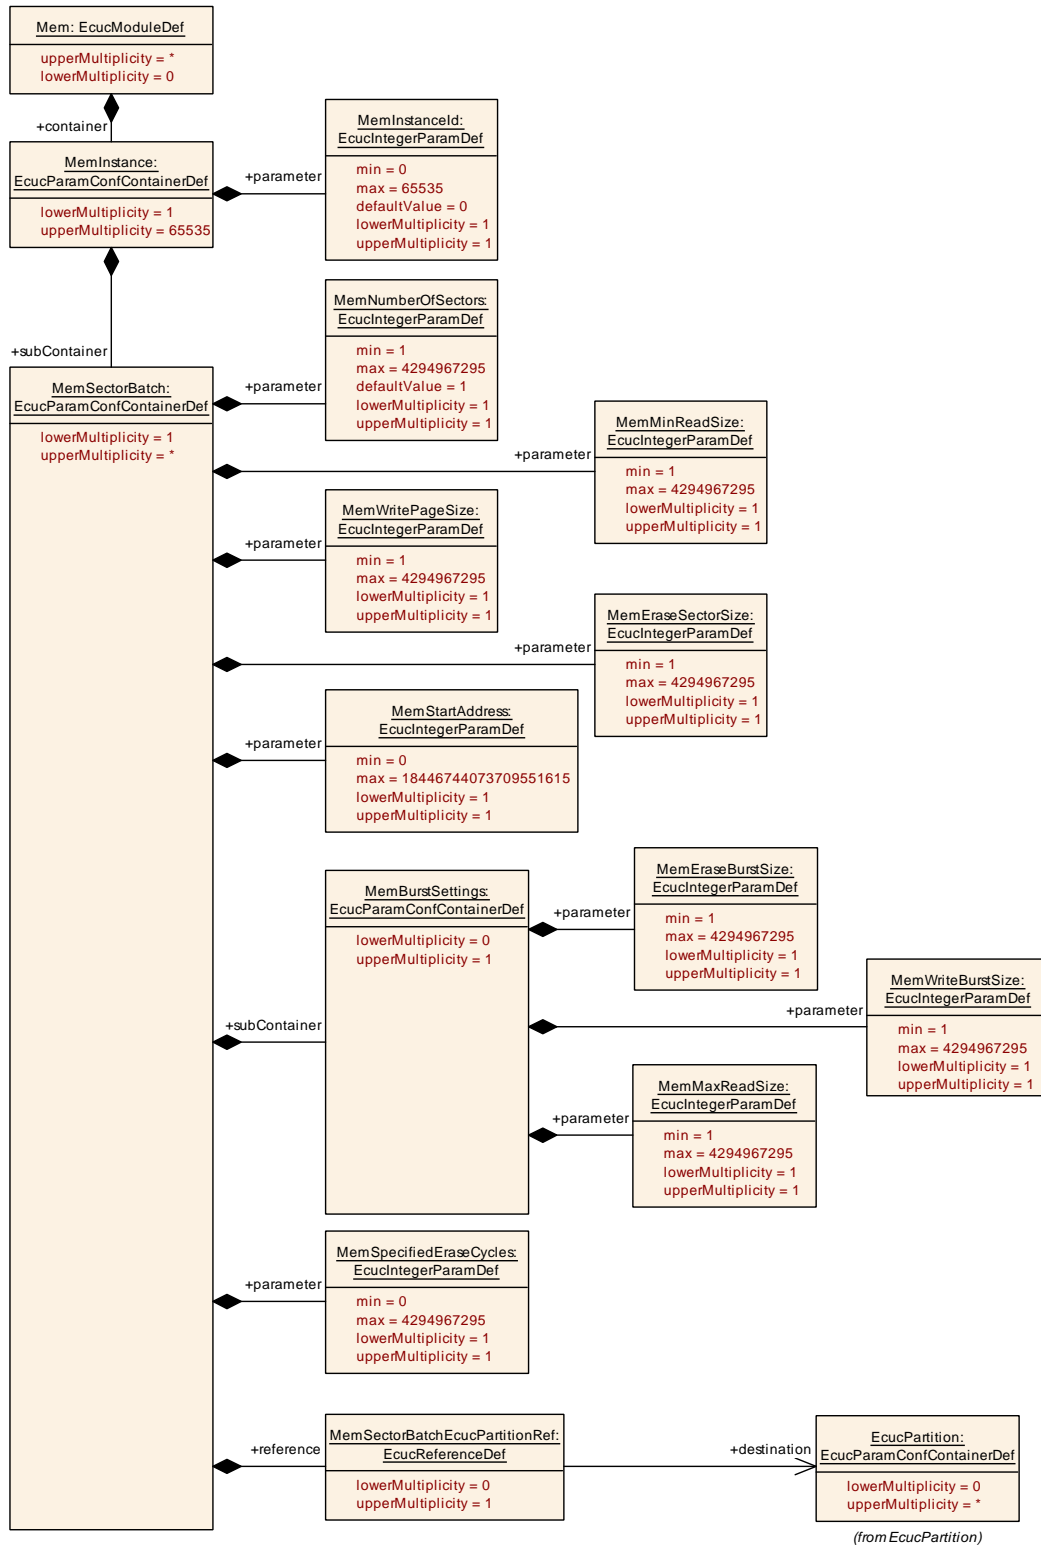 Mem: EcucModuleDef
upperMultiplicity = *
lowerMultiplicity = 0
+container
MemInstance:
EcucParamConfContainerDef
lowerMultiplicity = 1
upperMultiplicity = 65535
+parameter
MemInstanceId:
EcucIntegerParamDef
min = 0
max = 65535
defaultValue = 0
lowerMultiplicity = 1
upperMultiplicity = 1
+subContainer
MemSectorBatch:
EcucParamConfContainerDef
lowerMultiplicity = 1
upperMultiplicity = *
+parameter
MemNumberOfSectors:
EcucIntegerParamDef
min = 1
max = 4294967295
defaultValue = 1
lowerMultiplicity = 1
upperMultiplicity = 1
+parameter
MemMinReadSize:
EcucIntegerParamDef
min = 1
max = 4294967295
lowerMultiplicity = 1
upperMultiplicity = 1
+parameter
MemWritePageSize:
EcucIntegerParamDef
min = 1
max = 4294967295
lowerMultiplicity = 1
upperMultiplicity = 1
+parameter
MemEraseSectorSize:
EcucIntegerParamDef
min = 1
max = 4294967295
lowerMultiplicity = 1
upperMultiplicity = 1
+parameter
MemStartAddress:
EcucIntegerParamDef
min = 0
max = 18446744073709551615
lowerMultiplicity = 1
upperMultiplicity = 1
+subContainer
MemBurstSettings:
EcucParamConfContainerDef
lowerMultiplicity = 0
upperMultiplicity = 1
+parameter
MemEraseBurstSize:
EcucIntegerParamDef
min = 1
max = 4294967295
lowerMultiplicity = 1
upperMultiplicity = 1
+parameter
MemWriteBurstSize:
EcucIntegerParamDef
min = 1
max = 4294967295
lowerMultiplicity = 1
upperMultiplicity = 1
+parameter
MemMaxReadSize:
EcucIntegerParamDef
min = 1
max = 4294967295
lowerMultiplicity = 1
upperMultiplicity = 1
+parameter
MemSpecifiedEraseCycles:
EcucIntegerParamDef
min = 0
max = 4294967295
lowerMultiplicity = 1
upperMultiplicity = 1
+reference
MemSectorBatchEcucPartitionRef:
EcucReferenceDef
lowerMultiplicity = 0
upperMultiplicity = 1
+destination
EcucPartition:
EcucParamConfContainerDef
lowerMultiplicity = 0
upperMultiplicity = *
(from EcucPartition)